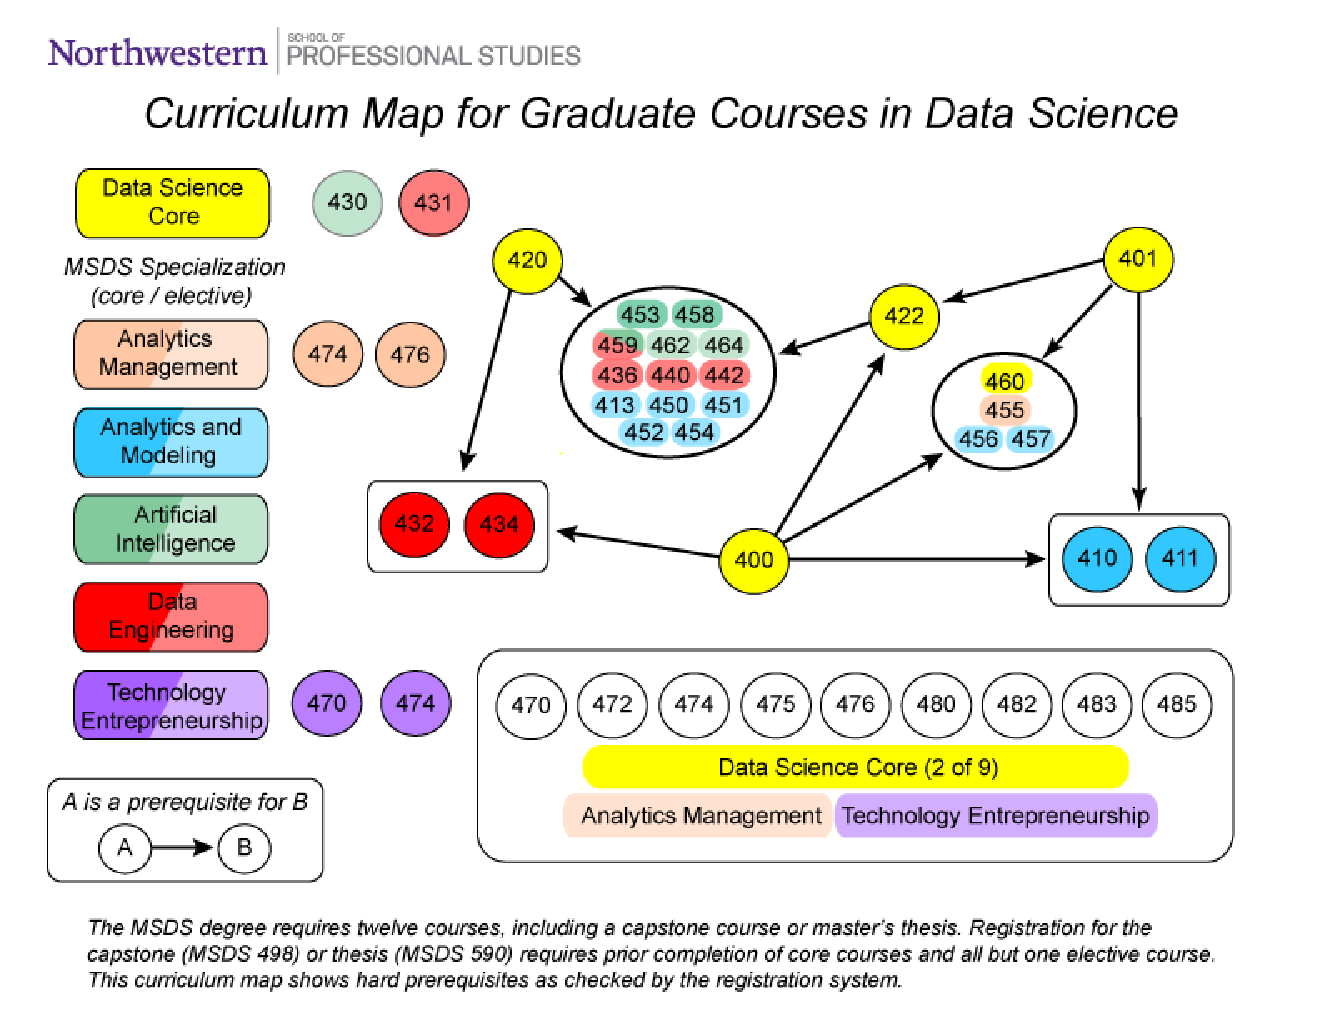 Northwestern
SCHOOL OF
PROFESSIONAL STUDIES
Curriculum Map for Graduate Courses in Data Science
Data Science
Core
430
431
MSDS Specialization
(core / elective)
Analytics
Management
474
476
Analytics and
Modeling
Artificial
Intelligence
Data
Engineering
Technology
Entrepreneurship
470
474
A is a prerequisite for B
A
B
420
401
422
453 458
459 462 464
436 440 442
413 450 451
452 454
460
455
456 457
432
434
400
410
411
470 472 474 475 476 480 482 483 485
Data Science Core (2 of 9)
Analytics Management
Technology Entrepreneurship
The MSDS degree requires twelve courses, including a capstone course or master's thesis. Registration for the
capstone (MSDS 498) or thesis (MSDS 590) requires prior completion of core courses and all but one elective course.
This curriculum map shows hard prerequisites as checked by the registration system.